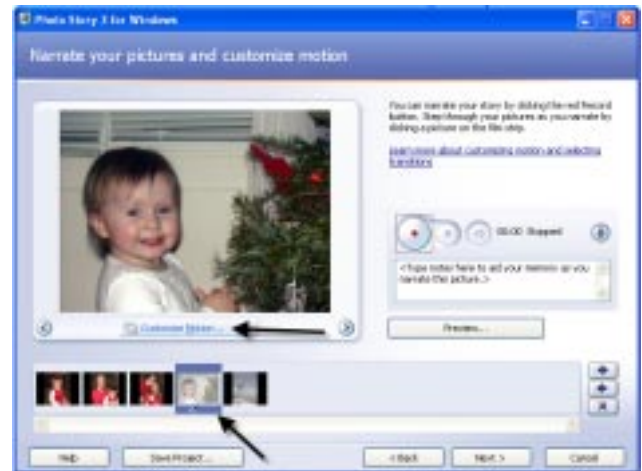 Photo Story 3 for Windows
Narrate your pictures and customize motion
You can narrate your story by clicking the red Record
button. Step through your pictures as you narrate by
clicking a picture on the film strip.
Learn more about customizing motion and selecting
transitions
00:00 Stopped
<Type notes here to aid your memory as you
narrate this picture.>
Customize Motion...
Preview...
Help
Save Project...
< Back
Next >
Cancel